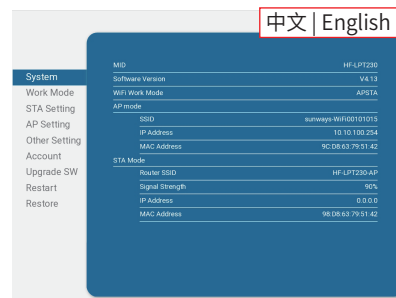 中文 | English
System
Work Mode
STA Setting
AP Setting
Other Setting
Account
Upgrade SW
Restart
Restore
MID HF-LPT230
Software Version V4.13
WiFi Work Mode APSTA
AP mode
SSID sunways-WiFi00101015
IP Address 10.10.100.254
MAC Address 9C:D8:63:79:51:42
STA Mode
Router SSID HF-LPT230-AP
Signal Strength 90%
IP Address 0.0.0.0
MAC Address 98:D8:63:79:51:42